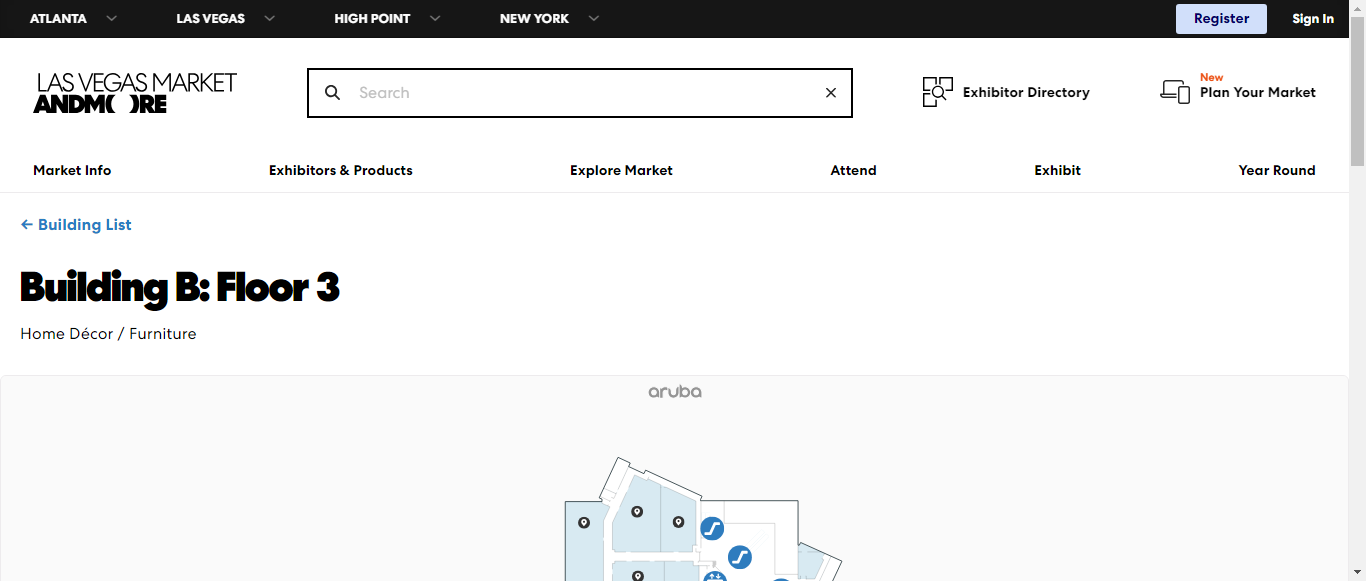 ATLANTA
LAS VEGAS
HIGH POINT
NEW YORK
Register
Sign In
LAS VEGAS MARKET
ANDMORE
Search
Exhibitor Directory
New
Plan Your Market
Market Info
Exhibitors & Products
Explore Market
Attend
Exhibit
Year Round
← Building List
Building B: Floor 3
Home Décor / Furniture
aruba